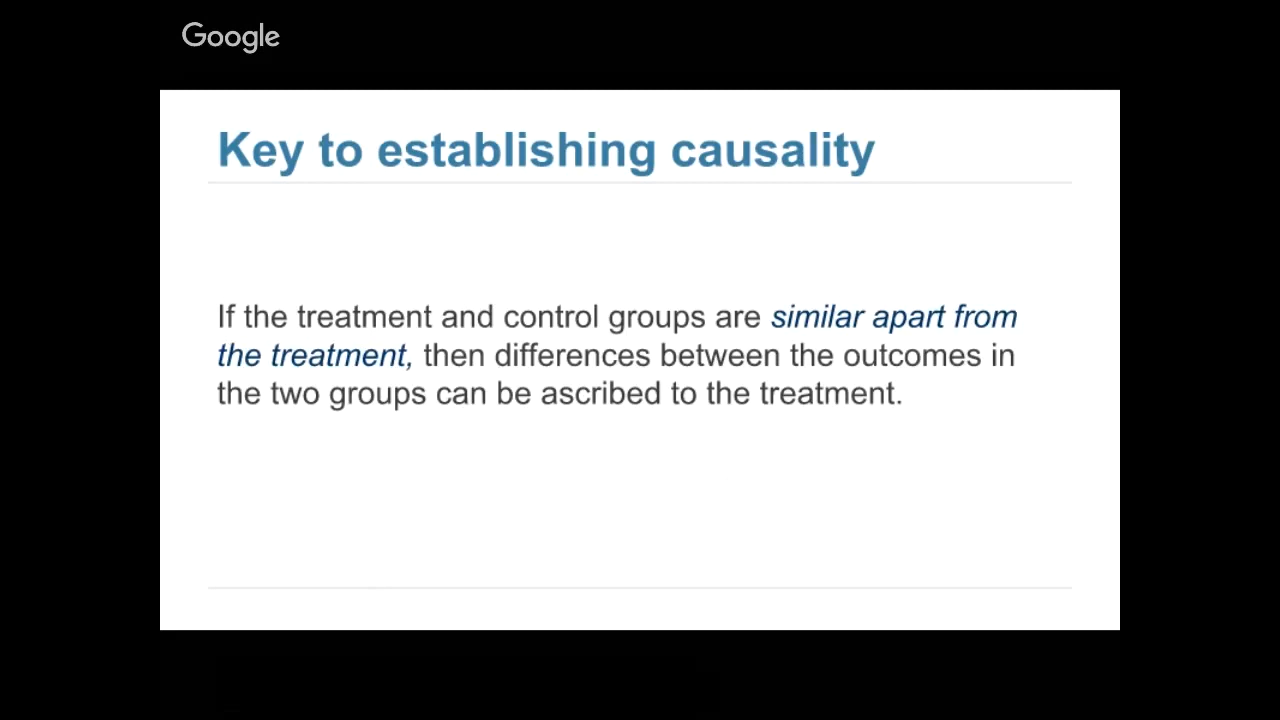 Google
Key to establishing causality
If the treatment and control groups are similar apart from
the treatment, then differences between the outcomes in
the two groups can be ascribed to the treatment.